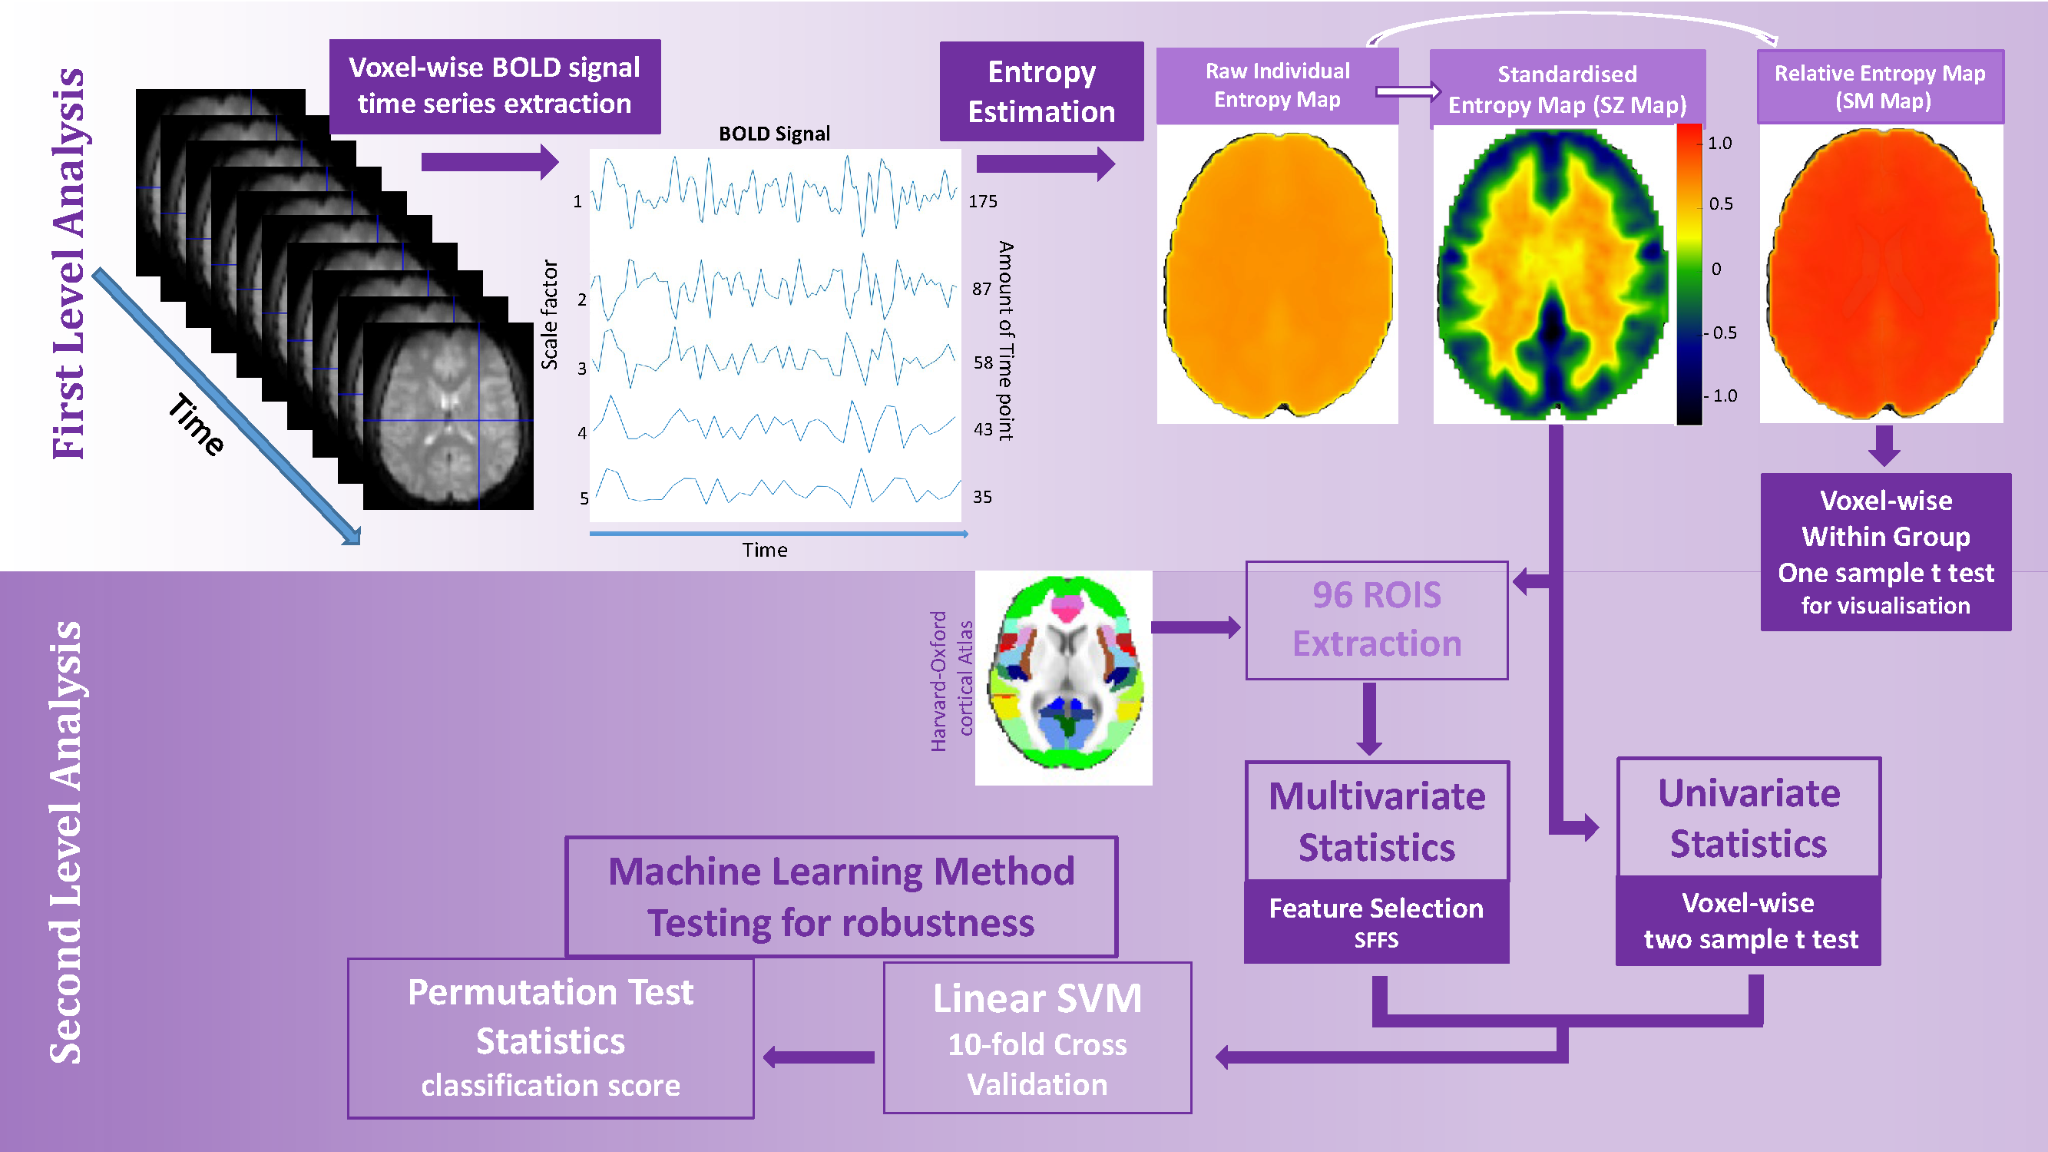 First Level Analysis
Time
Voxel-wise BOLD signal
time series extraction
BOLD Signal
Scale factor
1
2
3
4
5
175
87
58
43
35
Amount of Time point
Time
Entropy
Estimation
Raw Individual
Entropy Map
Standardised
Entropy Map (SZ Map)
Relative Entropy Map
(SM Map)
1.0
0.5
0
- 0.5
- 1.0
Voxel-wise
Within Group
One sample t test
for visualisation
Second Level Analysis
Harvard-Oxford
cortical Atlas
96 ROIS
Extraction
Multivariate
Statistics
Feature Selection
SFFS
Univariate
Statistics
Voxel-wise
two sample t test
Machine Learning Method
Testing for robustness
Permutation Test
Statistics
classification score
Linear SVM
10-fold Cross
Validation